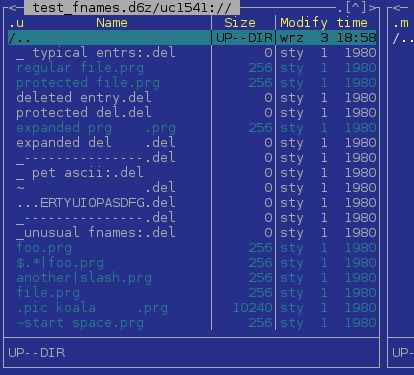 <─ test_fnames.d6z/uc1541:// ─.[^]>
.u Name Size Modify time
/.. UP--DIR wrz 3 18:58
_ typical entrs:.del 0 sty 1 1980
regular file.prg 256 sty 1 1980
protected file.prg 256 sty 1 1980
deleted entry.del 0 sty 1 1980
protected del.del 0 sty 1 1980
expanded prg    .prg 256 sty 1 1980
expanded del    .del 0 sty 1 1980
_---------------.del 0 sty 1 1980
_ pet ascii:.del 0 sty 1 1980
~               .del 0 sty 1 1980
...ERTYUIOPASDFG.del 0 sty 1 1980
_---------------.del 0 sty 1 1980
_unusual fnames:.del 0 sty 1 1980
foo.prg 256 sty 1 1980
$.*|foo.prg 256 sty 1 1980
another|slash.prg 256 sty 1 1980
file.prg 256 sty 1 1980
.pic koala     .prg 10240 sty 1 1980
~start space.prg 256 sty 1 1980
UP--DIR
<─
.m
/..
UP--